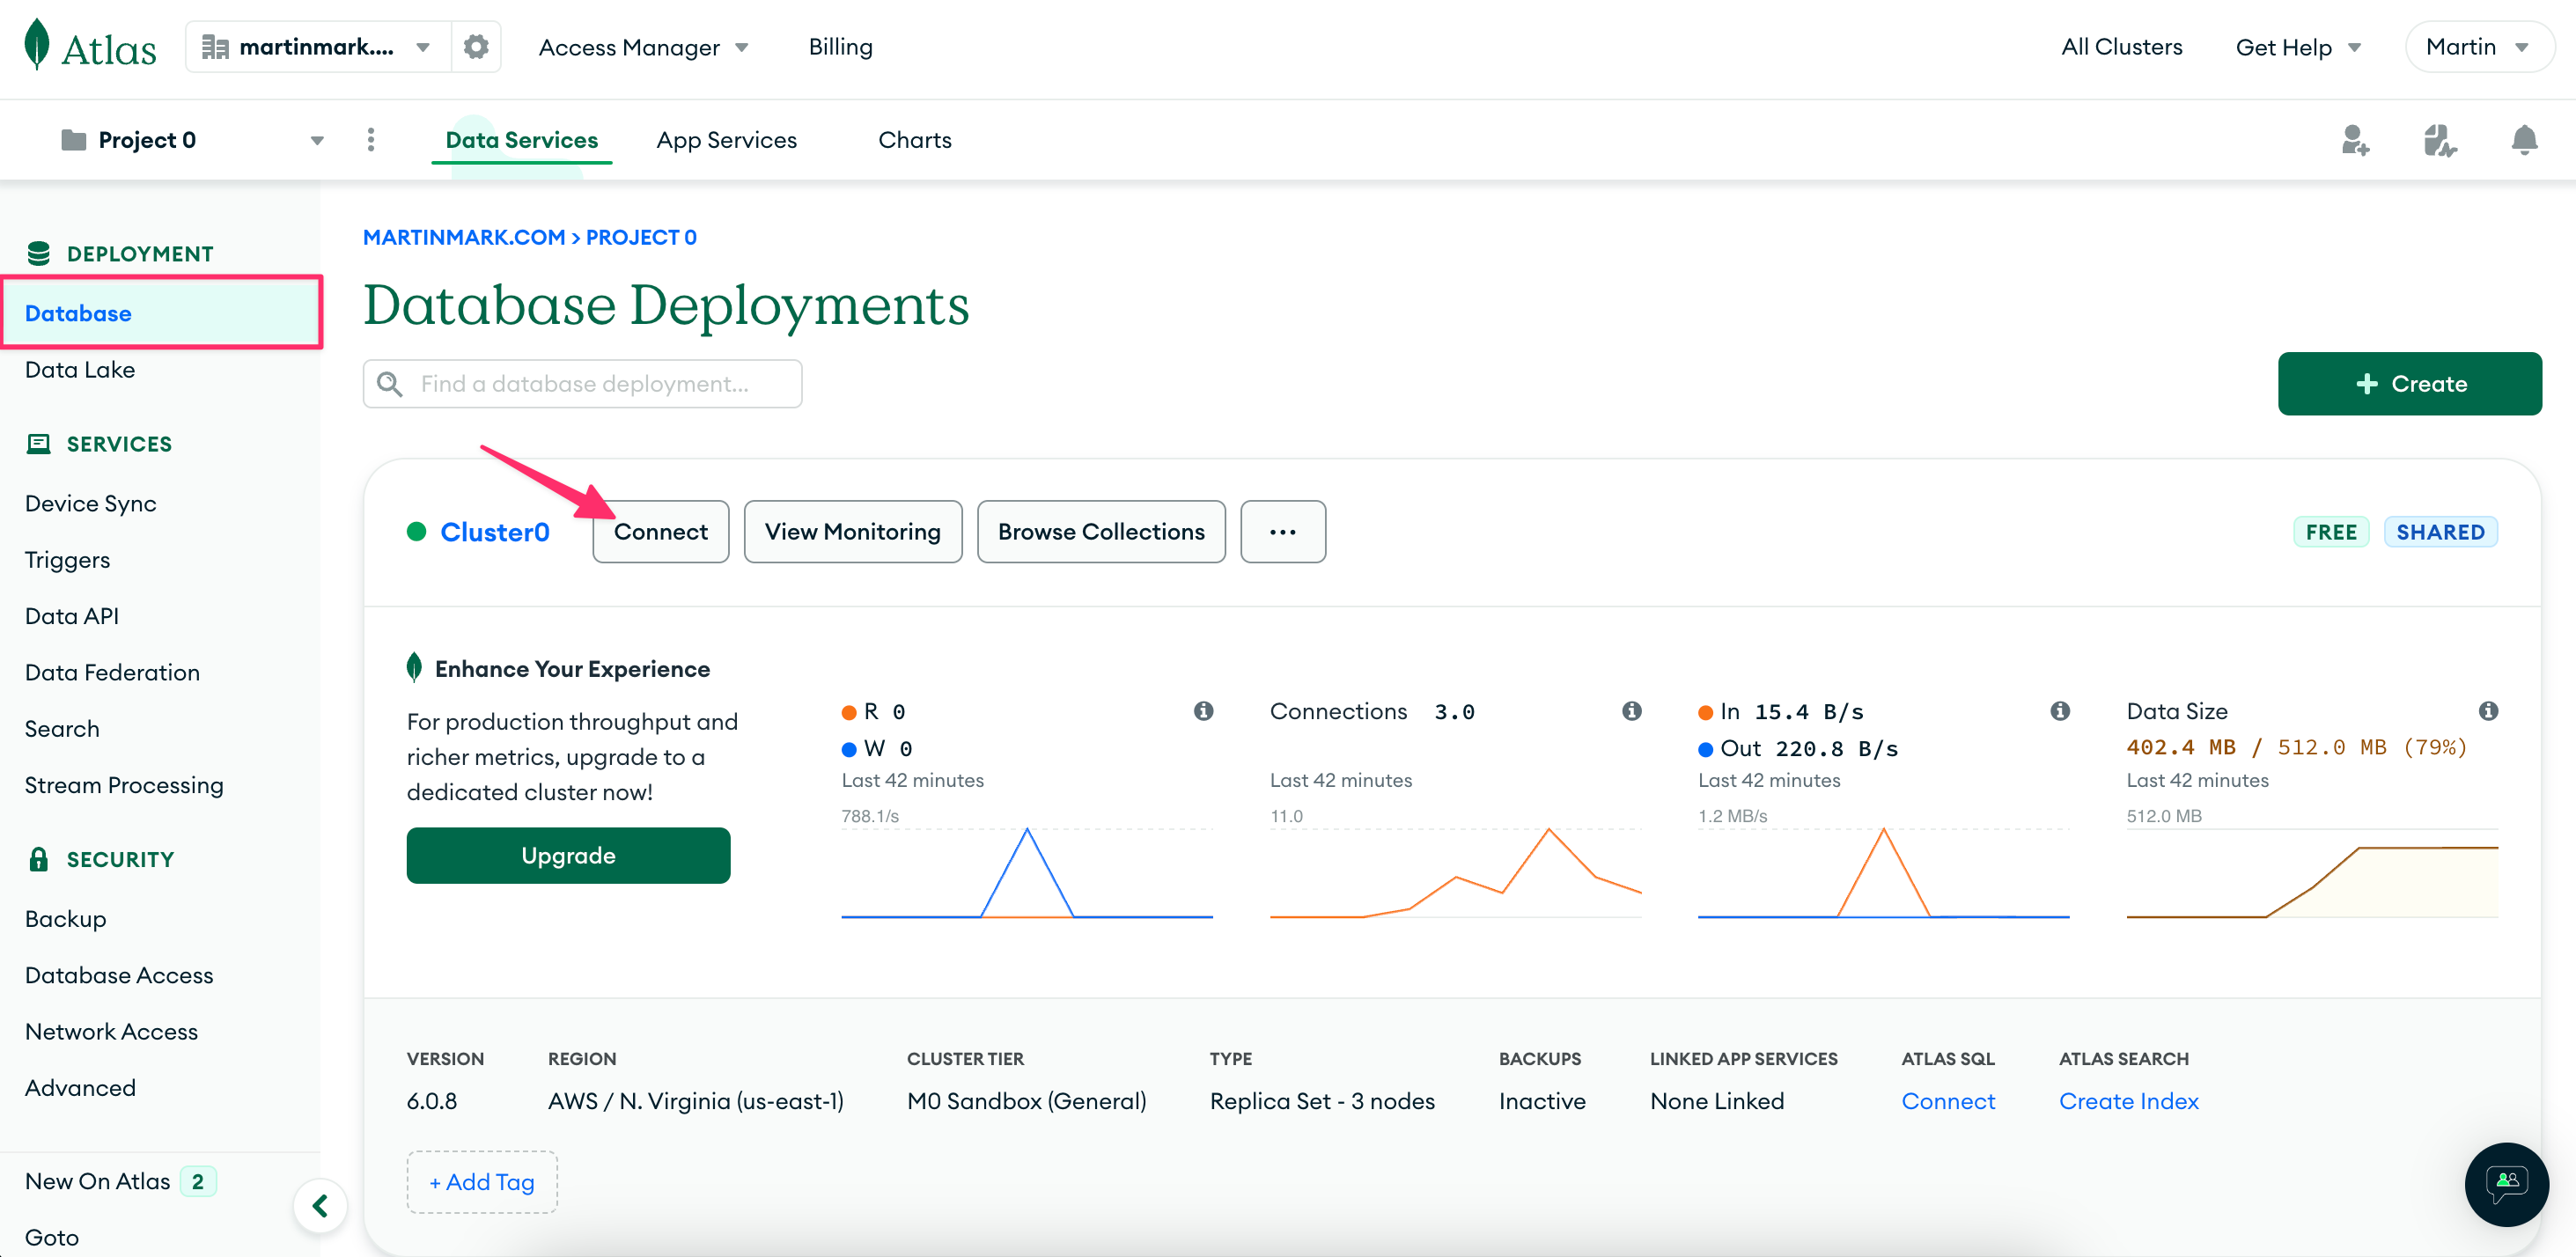 Atlas
martinmark....
Access Manager
Billing
All Clusters
Get Help
Martin
Project 0
Data Services
App Services
Charts
DEPLOYMENT
Database
Data Lake
SERVICES
Device Sync
Triggers
Data API
Data Federation
Search
Stream Processing
SECURITY
Backup
Database Access
Network Access
Advanced
New On Atlas 2
Goto
MARTINMARK.COM > PROJECT 0
Database Deployments
Find a database deployment...
+ Create
Cluster0
Connect
View Monitoring
Browse Collections
...
FREE
SHARED
Enhance Your Experience
For production throughput and
richer metrics, upgrade to a
dedicated cluster now!
Upgrade
R 0
W 0
Last 42 minutes
788.1/s
Connections 3.0
Last 42 minutes
11.0
In 15.4 B/s
Out 220.8 B/s
Last 42 minutes
1.2 MB/s
Data Size
402.4 MB / 512.0 MB (79%)
Last 42 minutes
512.0 MB
VERSION
6.0.8
REGION
AWS / N. Virginia (us-east-1)
CLUSTER TIER
M0 Sandbox (General)
TYPE
Replica Set - 3 nodes
BACKUPS
Inactive
LINKED APP SERVICES
None Linked
ATLAS SQL
Connect
ATLAS SEARCH
Create Index
+ Add Tag